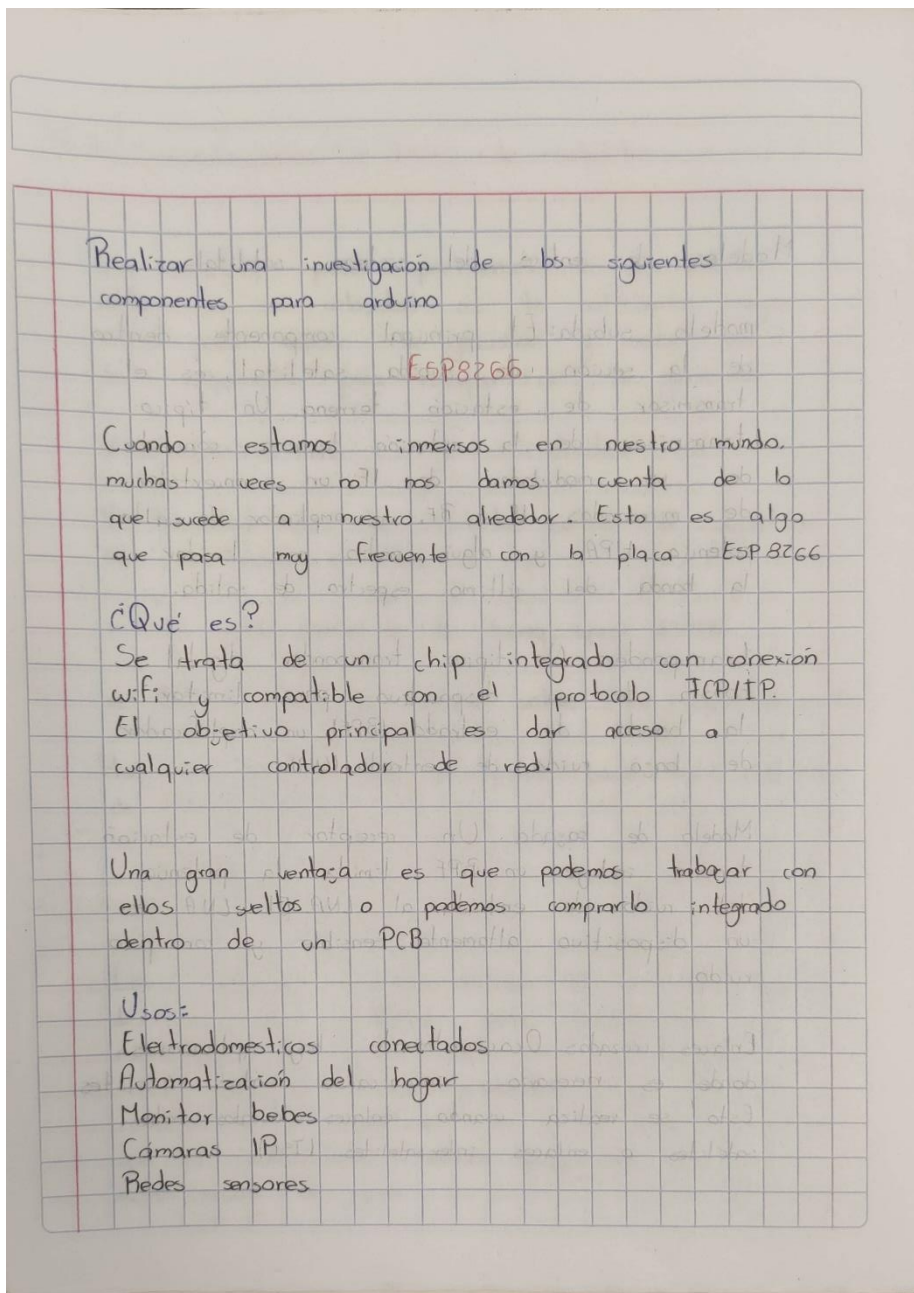 Realizar una investigación de los siguientes
componentes para arduino
ESP8266
Cuando estamos inmersos en nuestro mundo.
muchas veces no nos damos cuenta de lo
que sucede a nuestro alrededor. Esto es algo
que pasa muy frecuente con la placa ESP8266
¿Qué es?
Se trata de un chip integrado con conexión
wifi y compatible con el protocolo TCP/IP.
El objetivo principal es dar acceso a
cualquier controlador de red.
Una gran ventaja es que podemos trabajar con
ellos sueltos o podemos comprarlo integrado
dentro de un PCB
Usos:
Electrodomesticos conectados
Automatización del hogar
Monitor bebes
Cámaras IP
Redes sensores